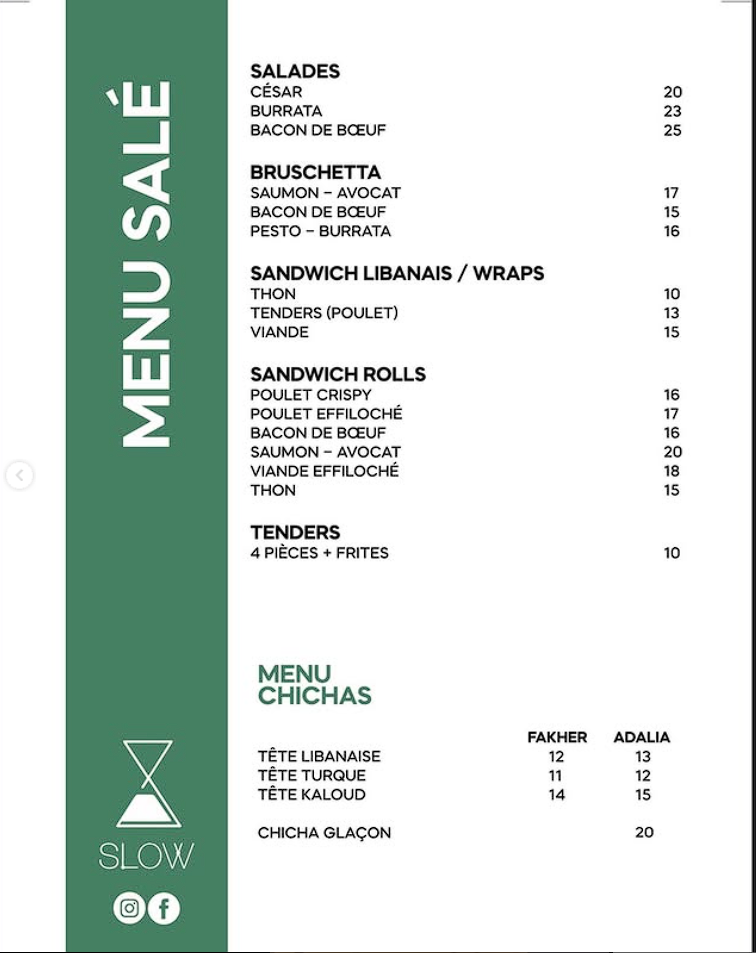 MENU SALÉ
SALADES
CÉSAR 20
BURRATA 23
BACON DE BŒUF 25
BRUSCHETTA
SAUMON – AVOCAT 17
BACON DE BŒUF 15
PESTO – BURRATA 16
SANDWICH LIBANAIS / WRAPS
THON 10
TENDERS (POULET) 13
VIANDE 15
SANDWICH ROLLS
POULET CRISPY 16
POULET EFFILOCHÉ 17
BACON DE BŒUF 16
SAUMON – AVOCAT 20
VIANDE EFFILOCHÉ 18
THON 15
TENDERS
4 PIÈCES + FRITES 10
MENU
CHICHAS
FAKHER ADALIA
TÊTE LIBANAISE 12 13
TÊTE TURQUE 11 12
TÊTE KALOUD 14 15
CHICHA GLAÇON 20
SLOW